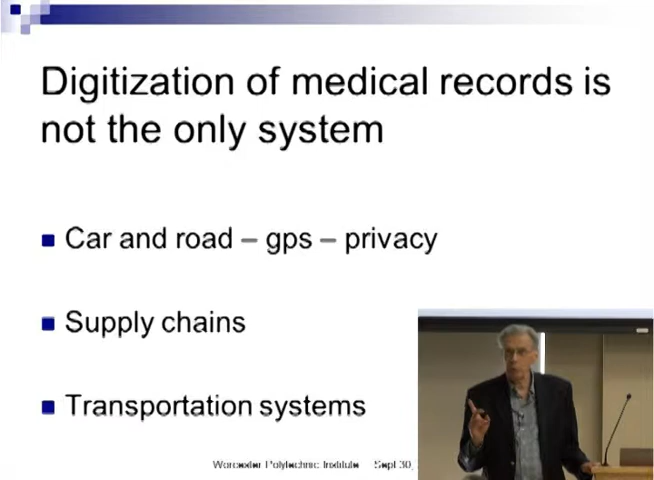 Digitization of medical records is
not the only system
Car and road – gps – privacy
Supply chains
Transportation systems
Worcester Polytechnic Institute Sept 30,